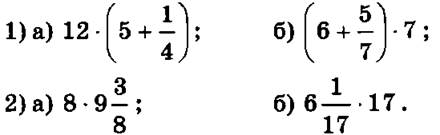 1) а) 12 · (5 + 1/4); б) (6 + 5/7) · 7;
2) а) 8 · 9 3/8; б) 6 1/17 · 17.